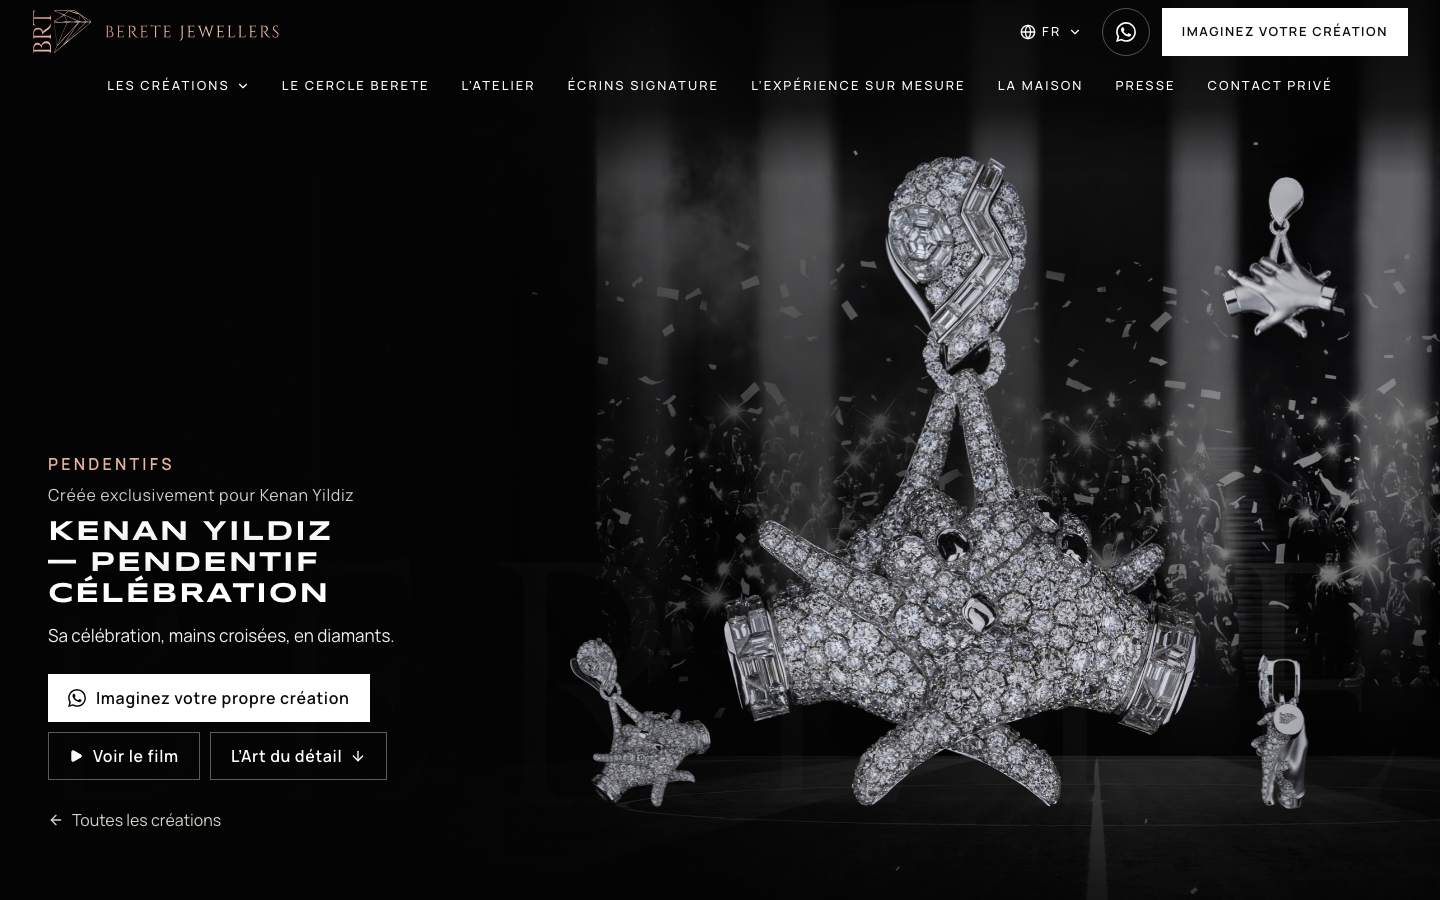 BRT BERETE JEWELLERS
FR
IMAGINEZ VOTRE CRÉATION
LES CRÉATIONS
LE CERCLE BERETE
L'ATELIER
ÉCRINS SIGNATURE
L'EXPÉRIENCE SUR MESURE
LA MAISON
PRESSE
CONTACT PRIVÉ
PENDENTIFS
Créée exclusivement pour Kenan Yildiz
KENAN YILDIZ
— PENDENTIF
CÉLÉBRATION
Sa célébration, mains croisées, en diamants.
Imaginez votre propre création
Voir le film
L'Art du détail ↓
← Toutes les créations